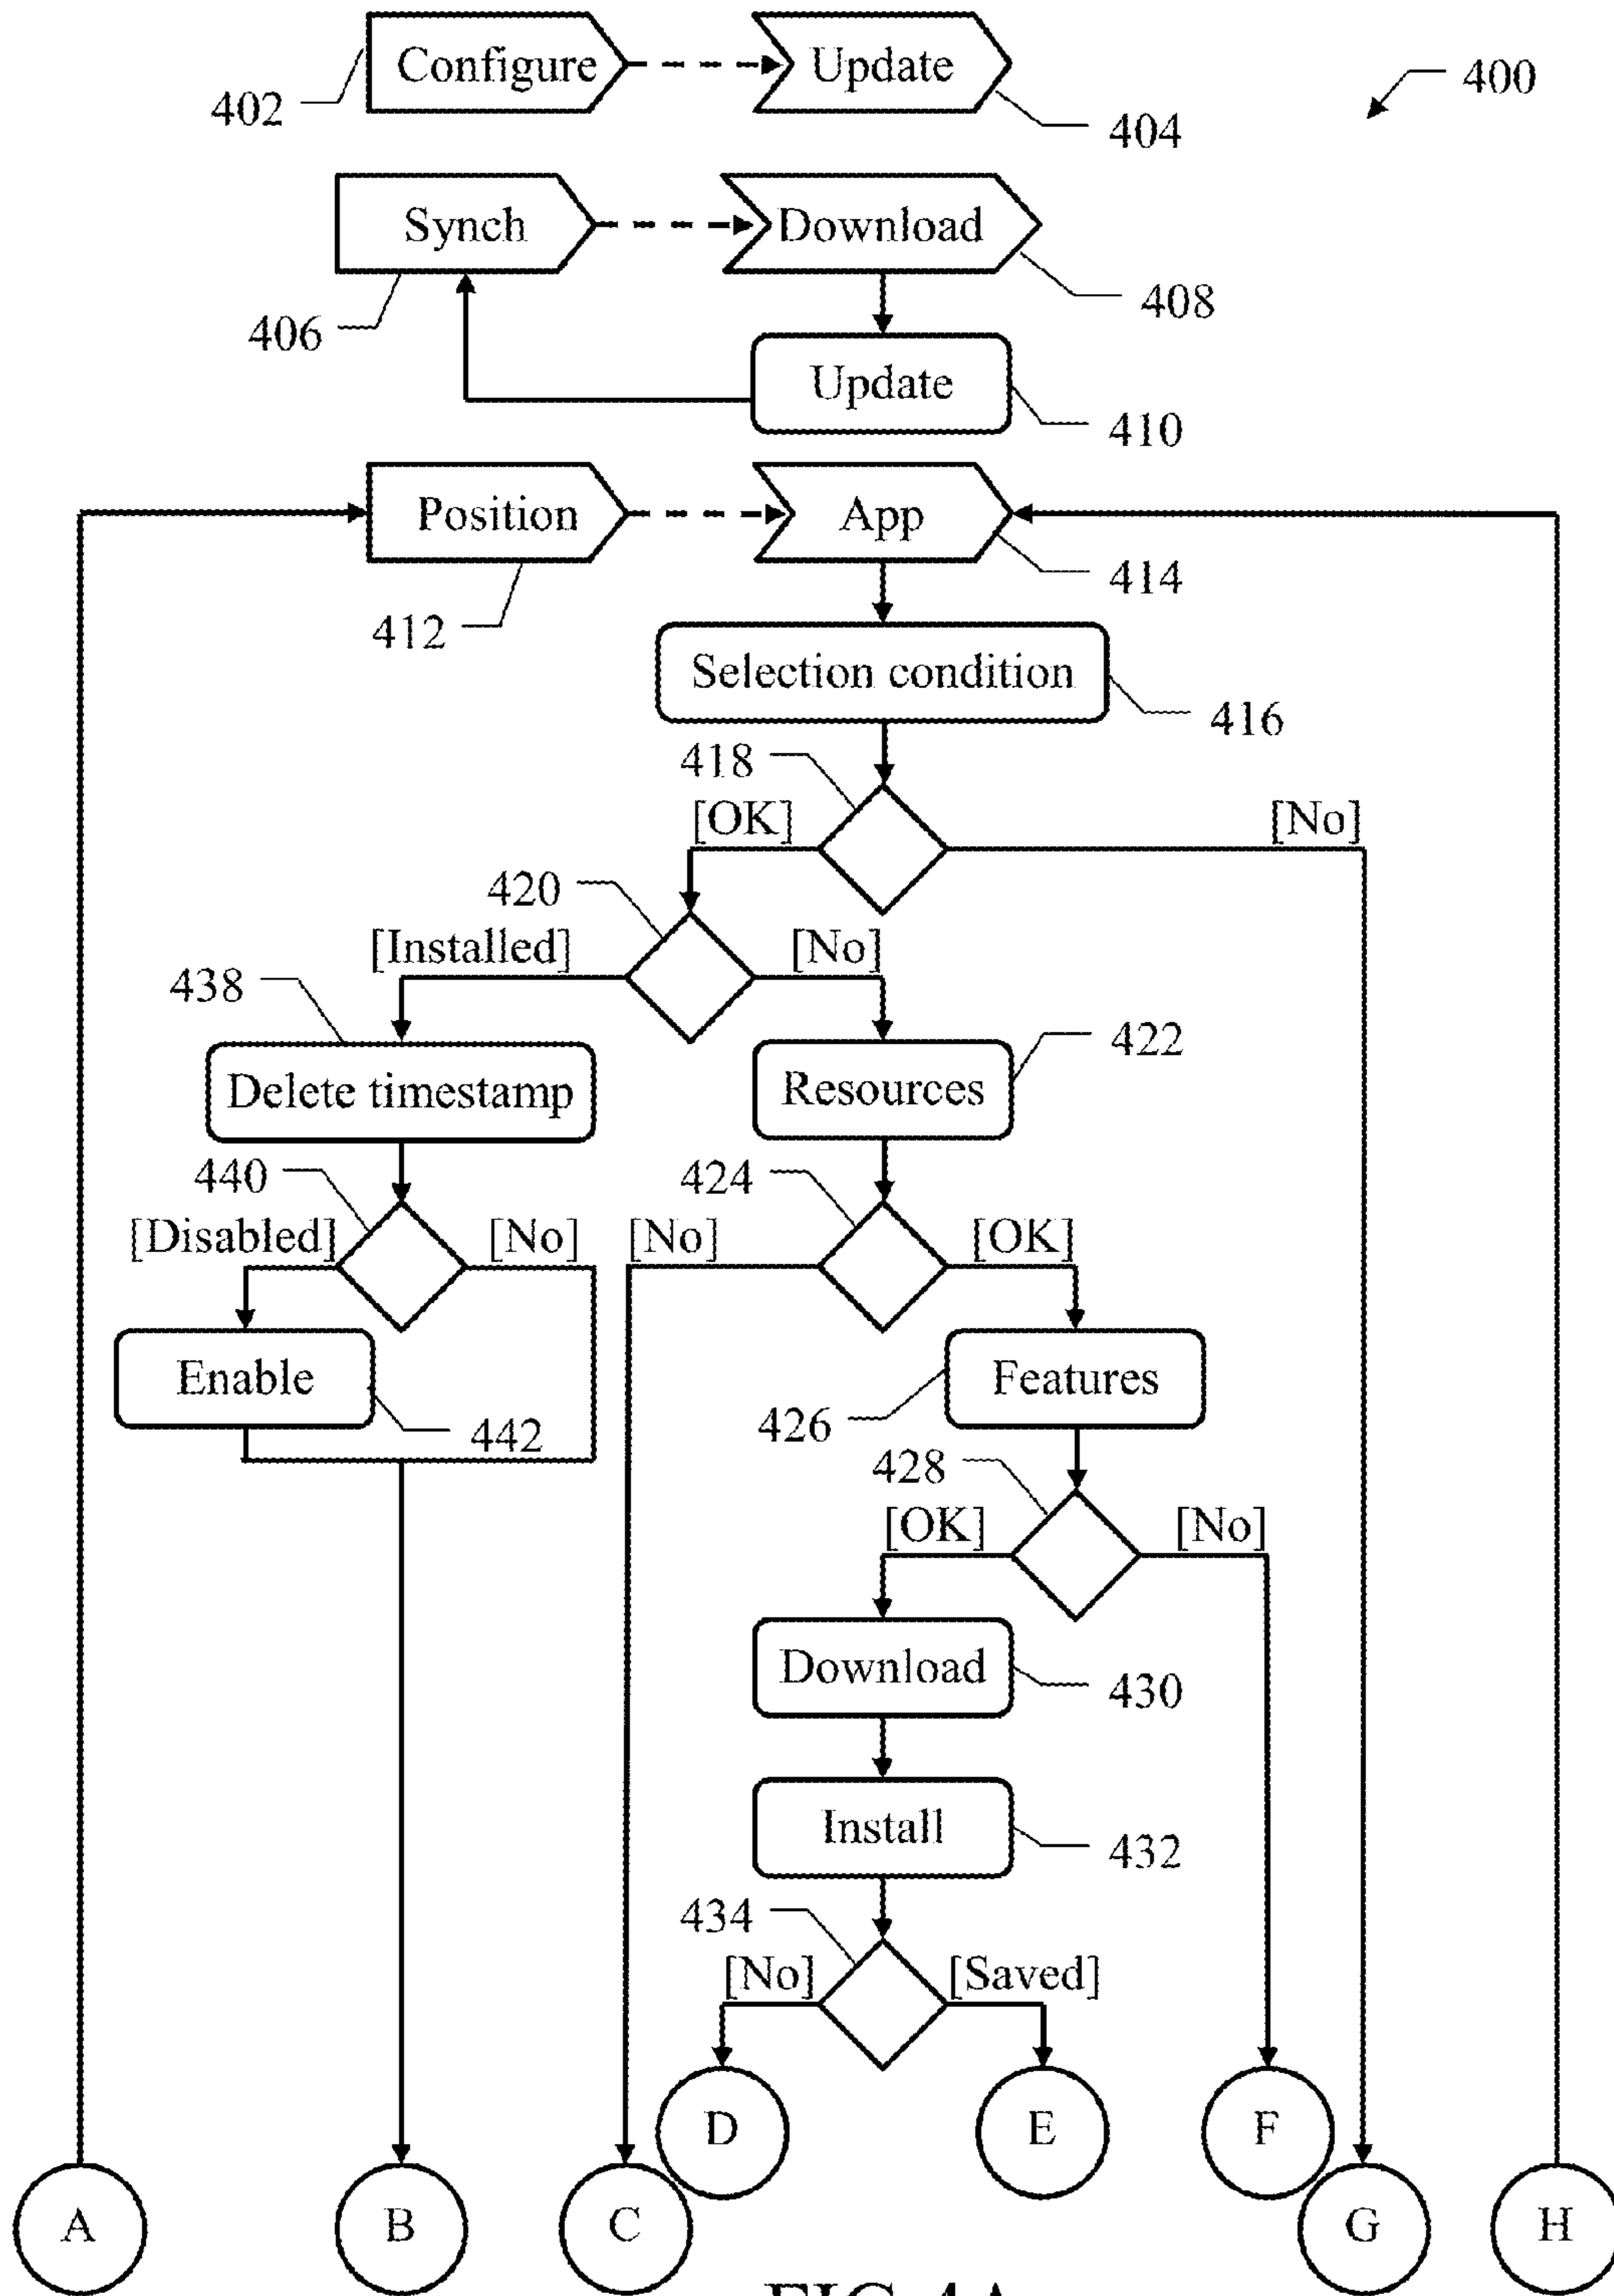 Configure
Update
400
402
404
Synch
Download
406
408
Update
410
Position
App
412
414
Selection condition
416
418
[OK]
[No]
420
[Installed]
[No]
438
422
Delete timestamp
Resources
440
424
[Disabled]
[No]
[No]
[OK]
Enable
Features
442
426
428
[OK]
[No]
Download
430
Install
432
434
[No]
[Saved]
D
E
F
A
B
C
G
H
FIG.4A